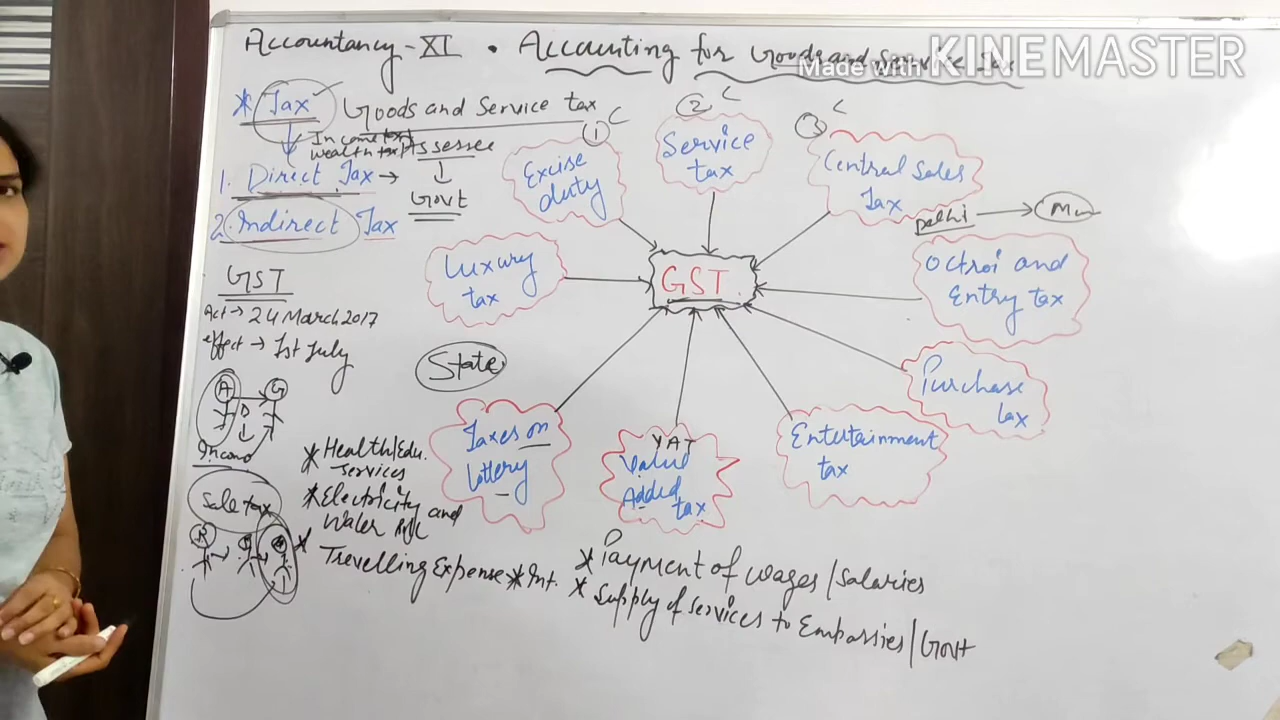 Accountancy - XI . Accounting for Goods and Service tax
Made with KINEMASTER
* Tax Goods and Service tax
Income tax
wealth tax Assessee
1. Direct Tax → Govt
2. Indirect Tax
GST
Act → 24 March 2017
effect → 1st July
A G
D
Sale tax
R
① C
Excise
duty
② C
Service
tax
③ C
Central Sales
Tax
Delhi →
Luxury
tax
GST
Octroi and
Entry tax
State
Purchase
tax
Taxes on
lottery
VAT
Value
Added
tax
Entertainment
tax
* Health/Edu.
Services
* Electricity and
Water
* Trevelling Expense * Int.
* Payment of wages/Salaries
* Supply of Services to Embassies/Govt